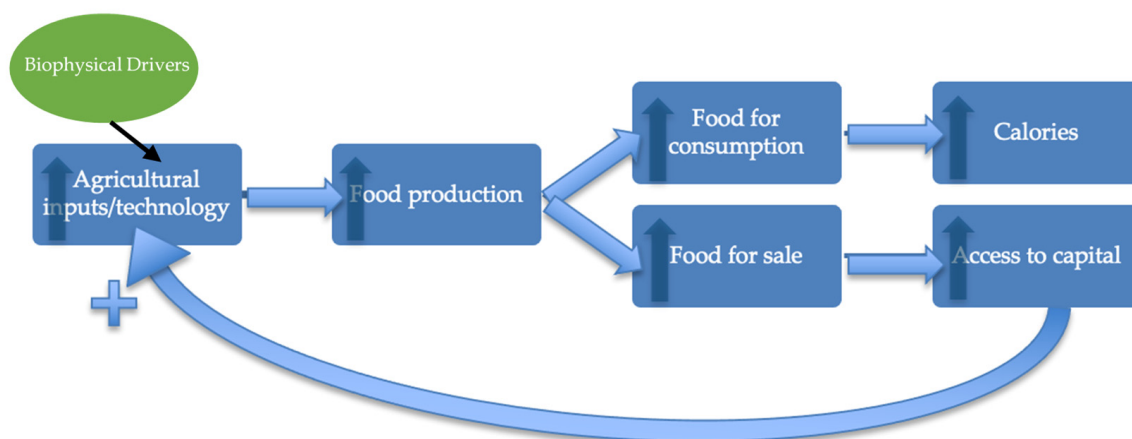 Biophysical Drivers
Agricultural
inputs/technology
Food production
Food for
consumption
Calories
Food for sale
Access to capital